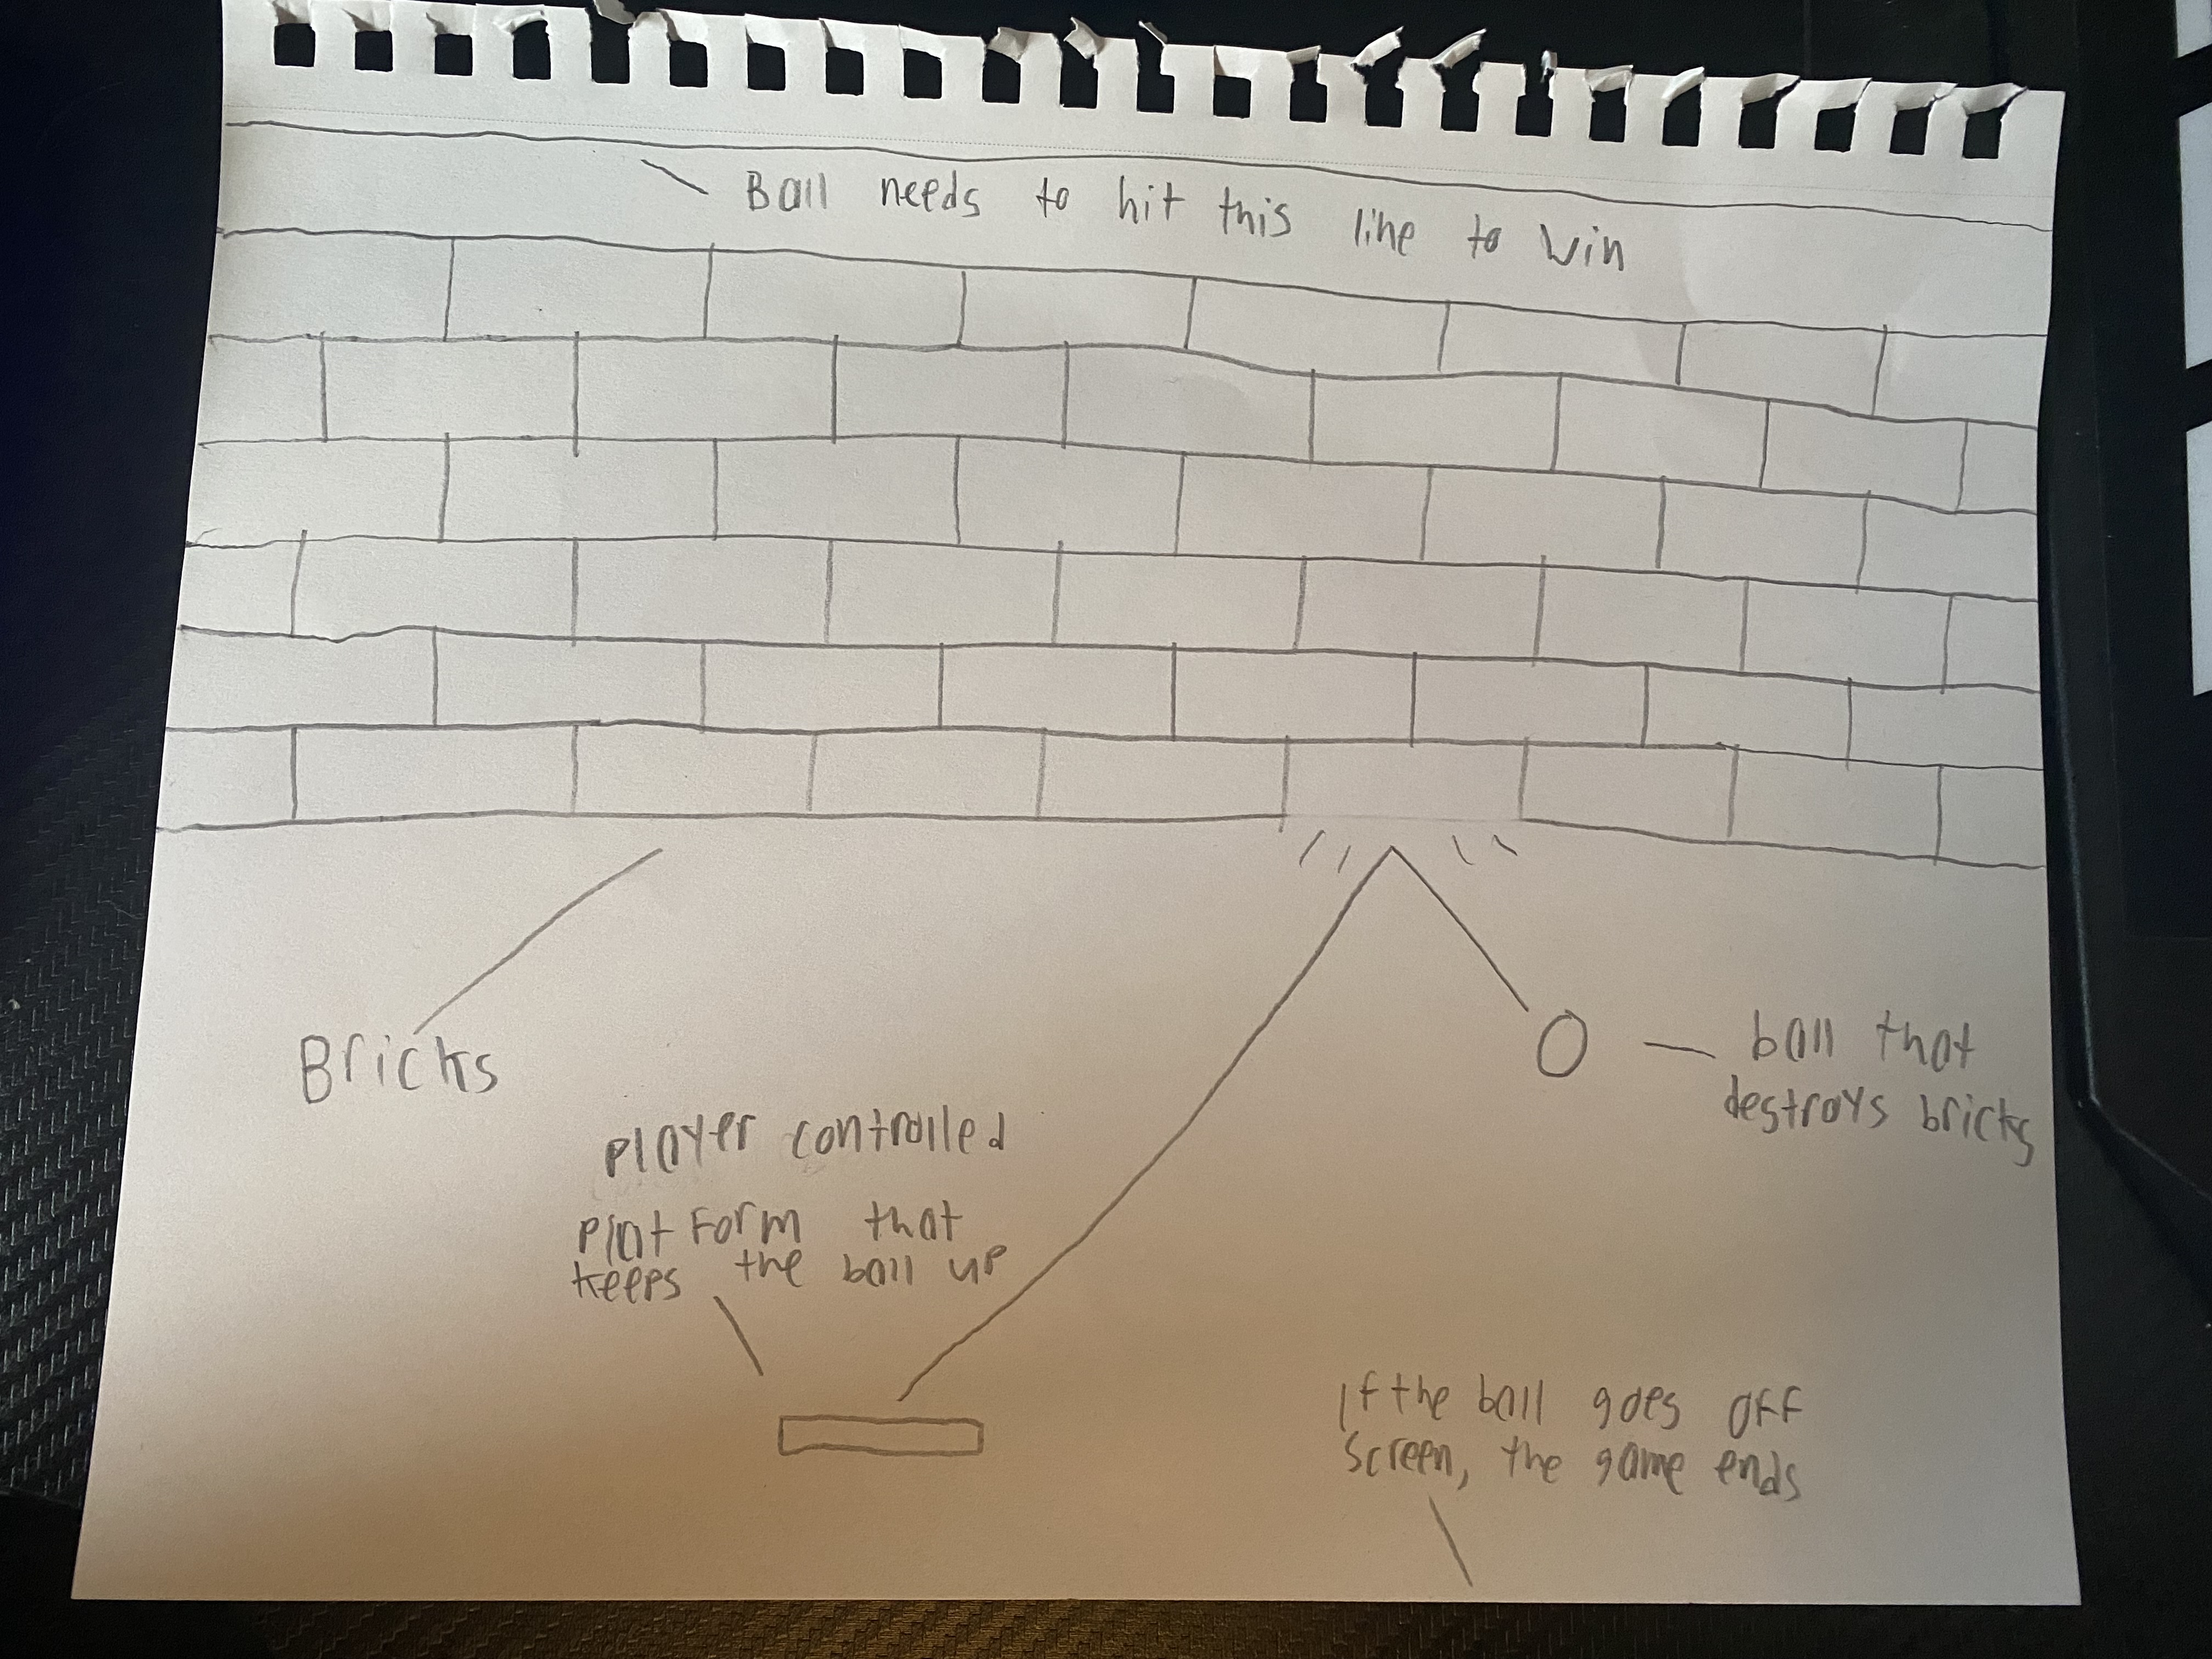 Ball needs to hit this line to win
Bricks
player controlled
platform that
keeps the ball up
ball that
destroys bricks
If the ball goes off
screen, the game ends